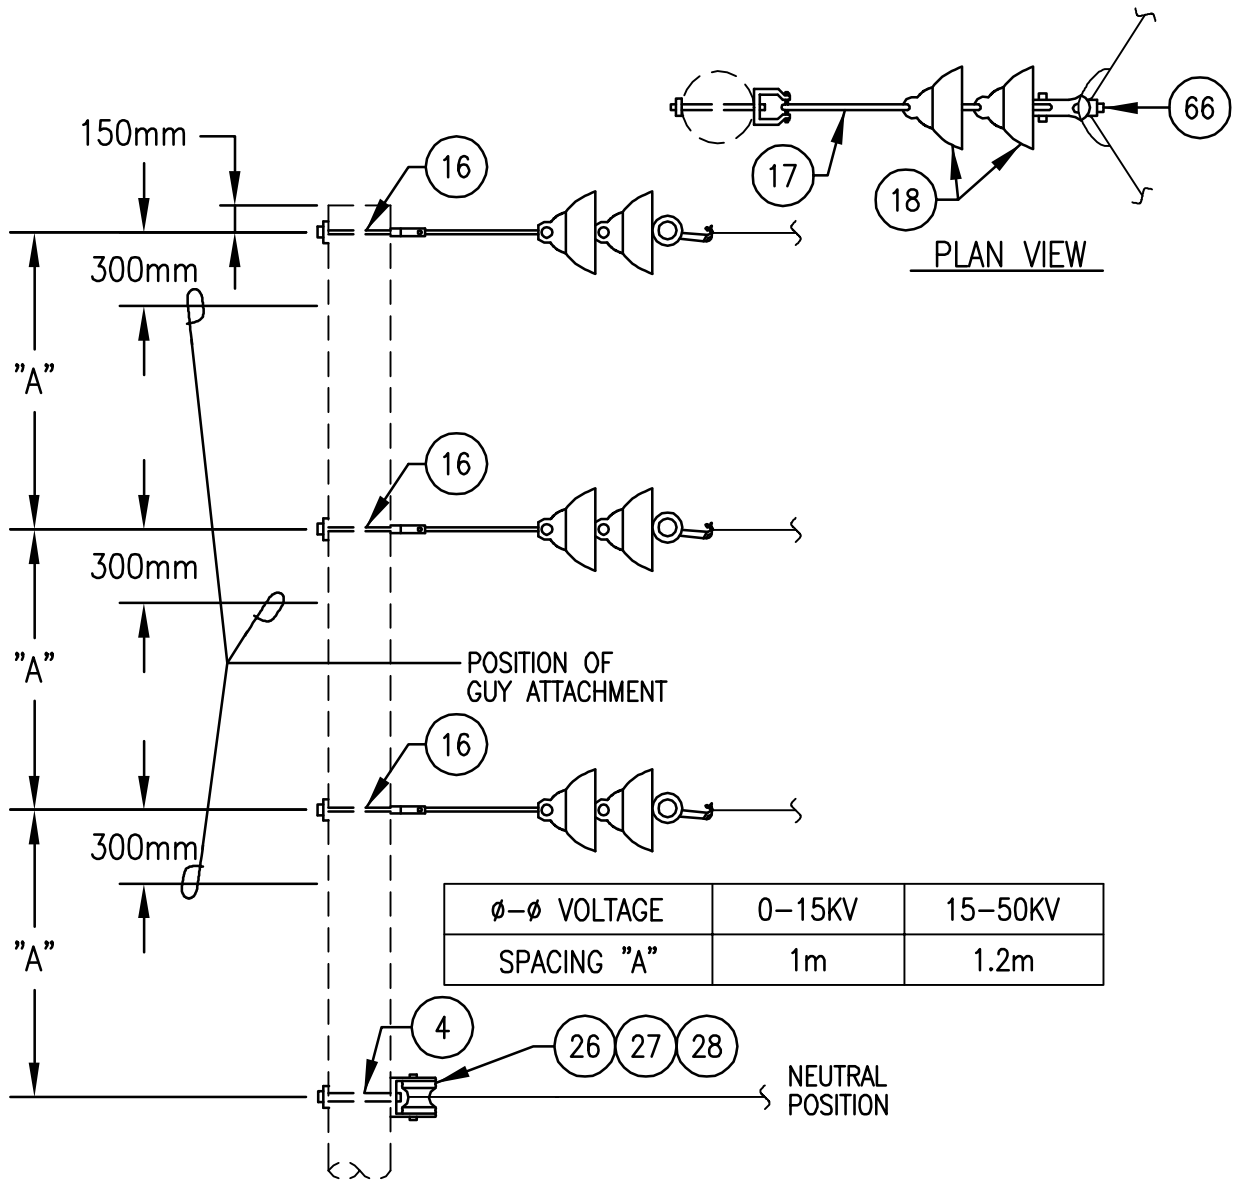 150mm
16
66
17
18
PLAN VIEW
300mm
"A"
16
300mm
"A"
POSITION OF
GUY ATTACHMENT
16
300mm
ø-ø VOLTAGE 0-15KV 15-50KV
SPACING "A" 1m 1.2m
"A"
4
26 27 28
NEUTRAL
POSITION